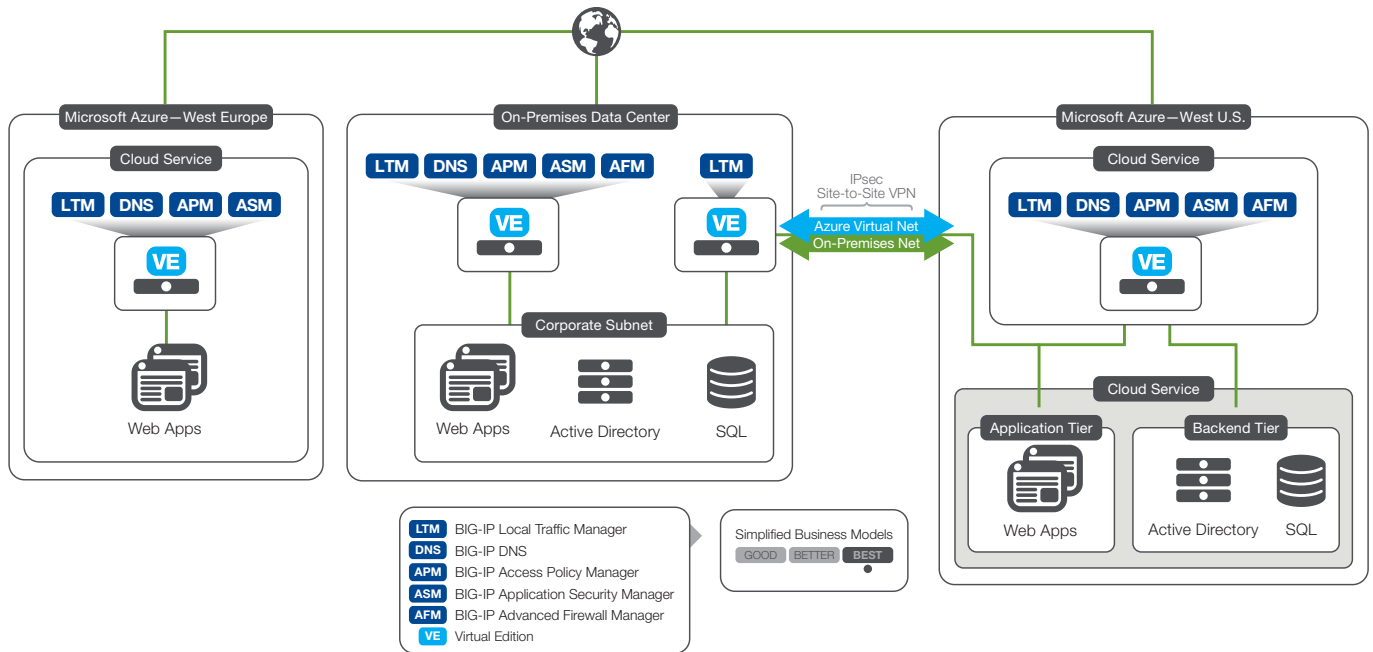 Microsoft Azure—West Europe
Cloud Service
LTM DNS APM ASM
VE
Web Apps
On-Premises Data Center
LTM DNS APM ASM AFM
VE
LTM
VE
Corporate Subnet
Web Apps
Active Directory
SQL
IPsec
Site-to-Site VPN
Azure Virtual Net
On-Premises Net
Microsoft Azure—West U.S.
Cloud Service
LTM DNS APM ASM AFM
VE
Cloud Service
Application Tier
Web Apps
Backend Tier
Active Directory
SQL
LTM BIG-IP Local Traffic Manager
DNS BIG-IP DNS
APM BIG-IP Access Policy Manager
ASM BIG-IP Application Security Manager
AFM BIG-IP Advanced Firewall Manager
VE Virtual Edition
Simplified Business Models
GOOD BETTER BEST